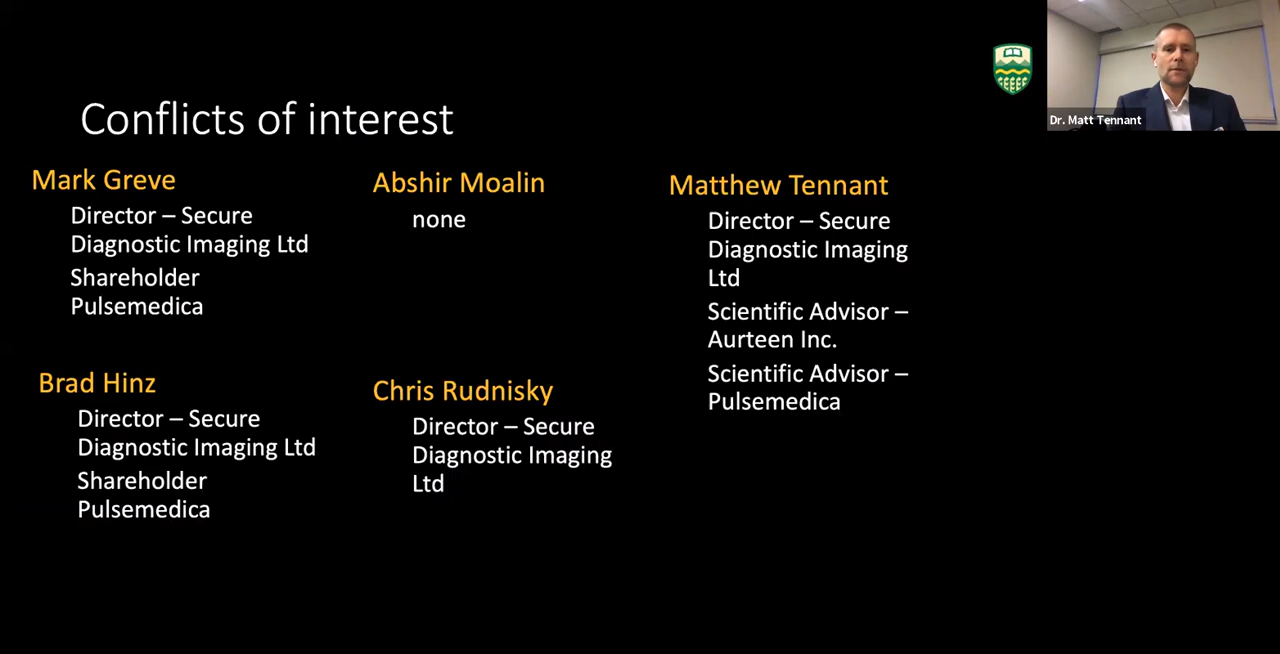 Conflicts of interest
Dr. Matt Tennant
Mark Greve
Director – Secure
Diagnostic Imaging Ltd
Shareholder
Pulsemedica
Abshir Moalin
none
Matthew Tennant
Director – Secure
Diagnostic Imaging
Ltd
Scientific Advisor –
Aurteen Inc.
Scientific Advisor –
Pulsemedica
Brad Hinz
Director – Secure
Diagnostic Imaging Ltd
Shareholder
Pulsemedica
Chris Rudnisky
Director – Secure
Diagnostic Imaging
Ltd